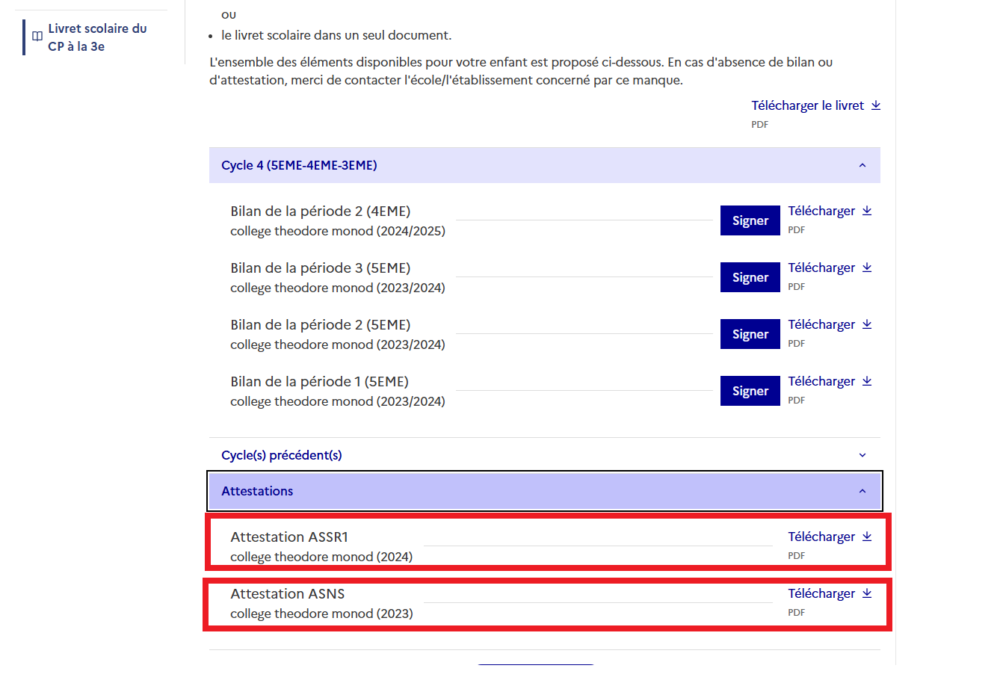 Livret scolaire du
CP à la 3e
ou
le livret scolaire dans un seul document.
L'ensemble des éléments disponibles pour votre enfant est proposé ci-dessous. En cas d'absence de bilan ou
d'attestation, merci de contacter l'école/l'établissement concerné par ce manque.
Télécharger le livret
PDF
Cycle 4 (5EME-4EME-3EME)
Bilan de la période 2 (4EME)
college theodore monod (2024/2025)
Signer
Télécharger
PDF
Bilan de la période 3 (5EME)
college theodore monod (2023/2024)
Signer
Télécharger
PDF
Bilan de la période 2 (5EME)
college theodore monod (2023/2024)
Signer
Télécharger
PDF
Bilan de la période 1 (5EME)
college theodore monod (2023/2024)
Signer
Télécharger
PDF
Cycle(s) précédent(s)
Attestations
Attestation ASSR1
college theodore monod (2024)
Télécharger
PDF
Attestation ASNS
college theodore monod (2023)
Télécharger
PDF